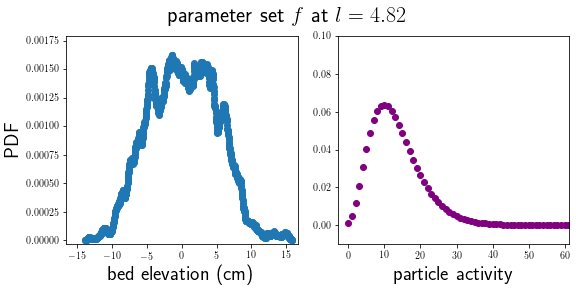 parameter set f at l = 4.82
PDF
0.00175
0.00150
0.00125
0.00100
0.00075
0.00050
0.00025
0.00000
−15 −10 −5 0 5 10 15
bed elevation (cm)
0.10
0.08
0.06
0.04
0.02
0.00
0 10 20 30 40 50 60
particle activity